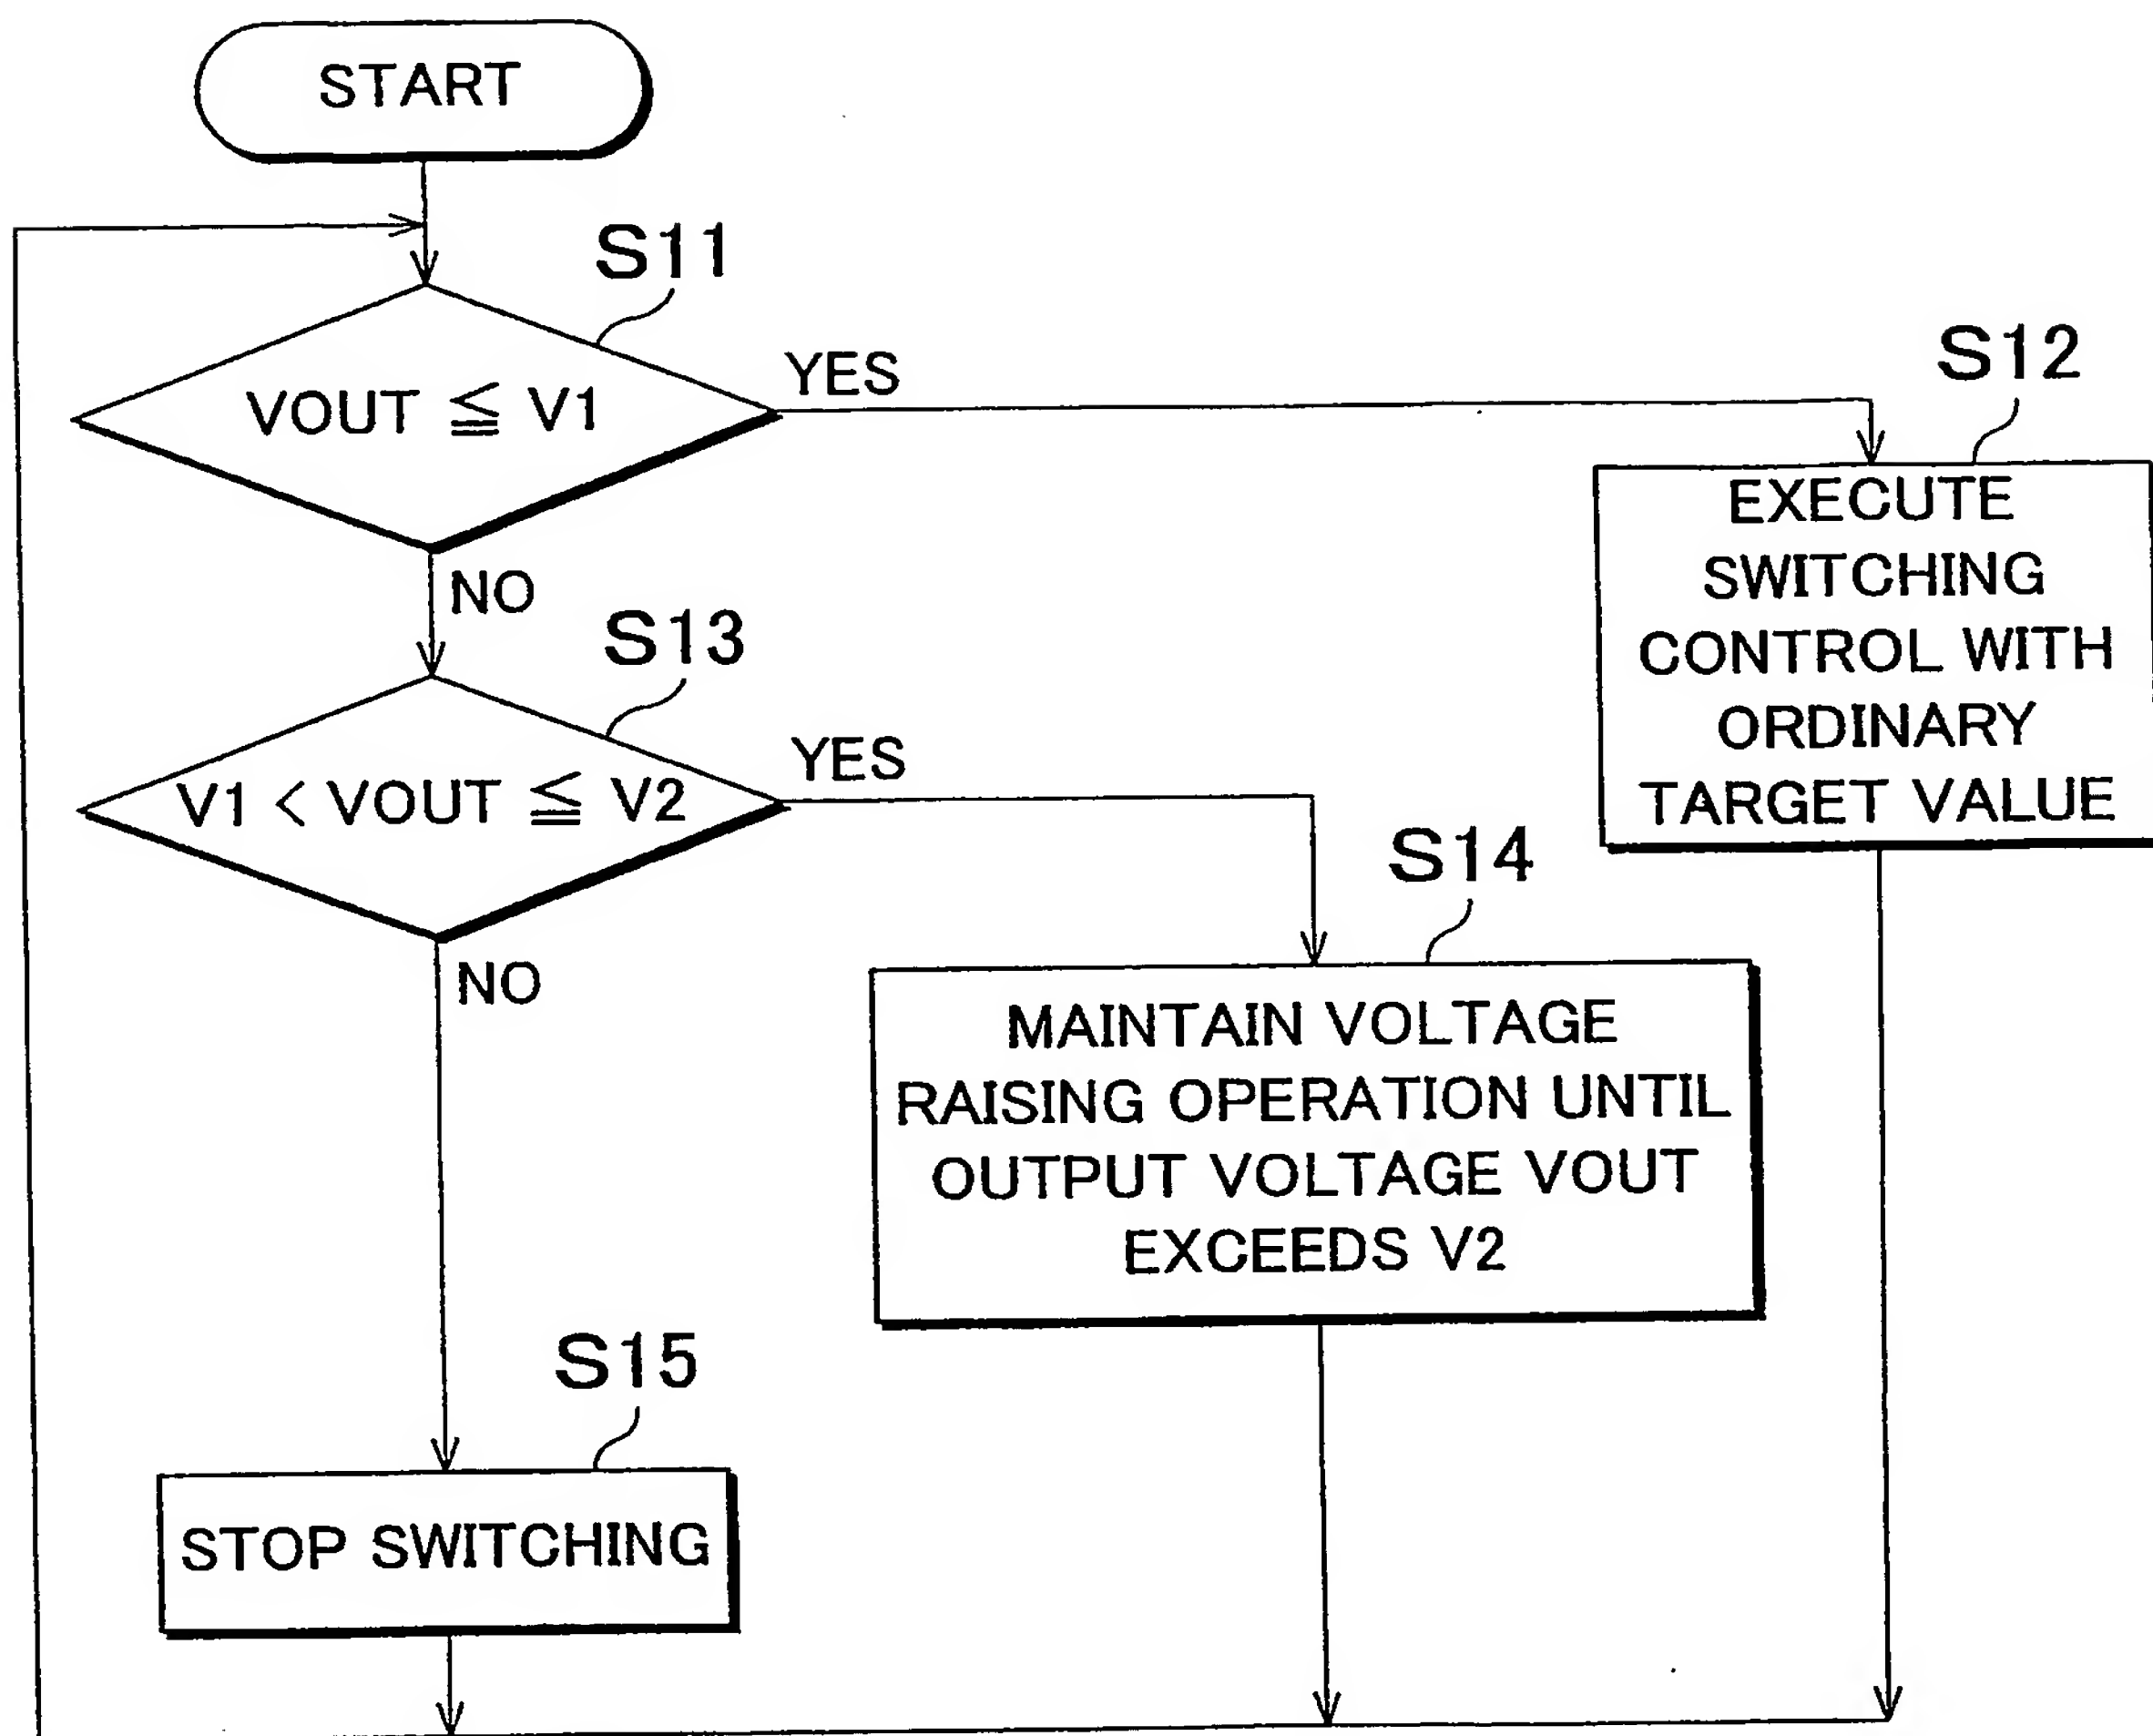 START
S11
VOUT ≦ V1
YES
S12
EXECUTE
SWITCHING
CONTROL WITH
ORDINARY
TARGET VALUE
NO
S13
V1 < VOUT ≦ V2
YES
S14
MAINTAIN VOLTAGE
RAISING OPERATION UNTIL
OUTPUT VOLTAGE VOUT
EXCEEDS V2
NO
S15
STOP SWITCHING